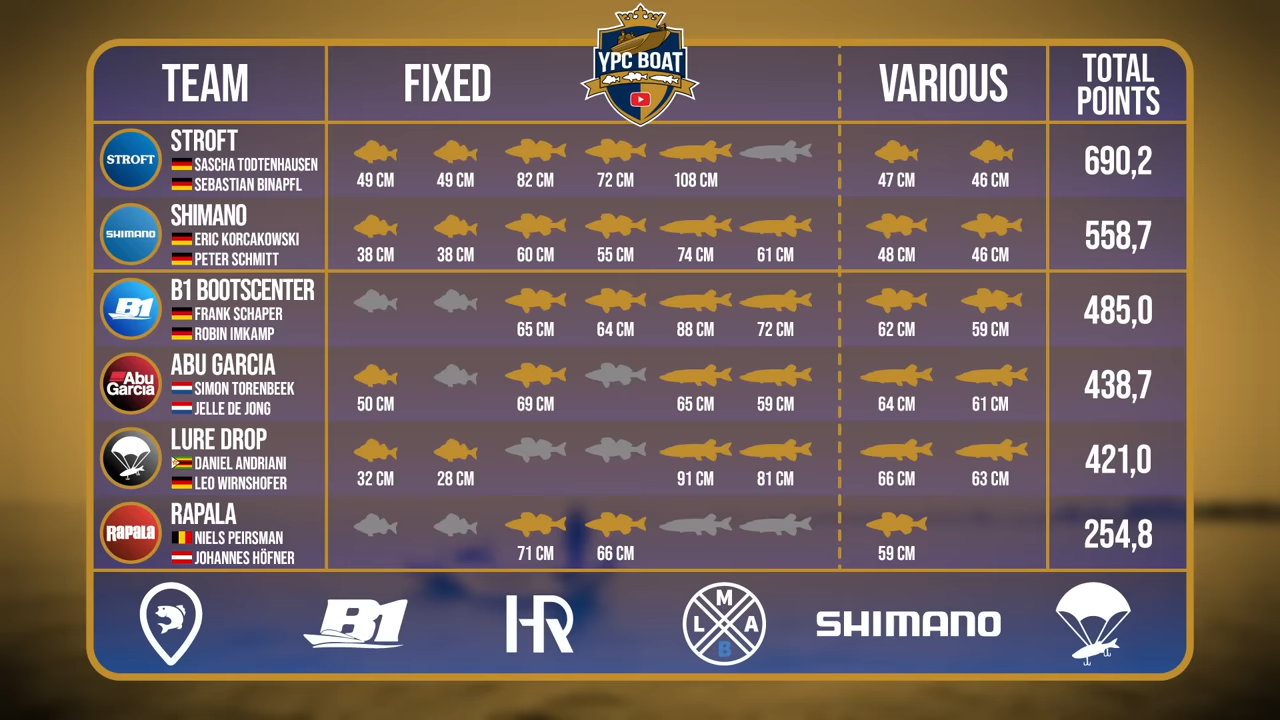 YPC BOAT
TEAM FIXED VARIOUS TOTAL POINTS
STROFT
STROFT
SASCHA TODTENHAUSEN
SEBASTIAN BINAPFL
49 CM 49 CM 82 CM 72 CM 108 CM 47 CM 46 CM 690,2
SHIMANO
SHIMANO
ERIC KORCAKOWSKI
PETER SCHMITT
38 CM 38 CM 60 CM 55 CM 74 CM 61 CM 48 CM 46 CM 558,7
B1
B1 BOOTSCENTER
FRANK SCHAPER
ROBIN IMKAMP
65 CM 64 CM 88 CM 72 CM 62 CM 59 CM 485,0
Abu Garcia
ABU GARCIA
SIMON TORENBEEK
JELLE DE JONG
50 CM 69 CM 65 CM 59 CM 64 CM 61 CM 438,7
LURE DROP
DANIEL ANDRIANI
LEO WIRNSHOFER
32 CM 28 CM 91 CM 81 CM 66 CM 63 CM 421,0
RAPALA
RAPALA
NIELS PEIRSMAN
JOHANNES HÖFNER
71 CM 66 CM 59 CM 254,8
B1 HR M L A B SHIMANO